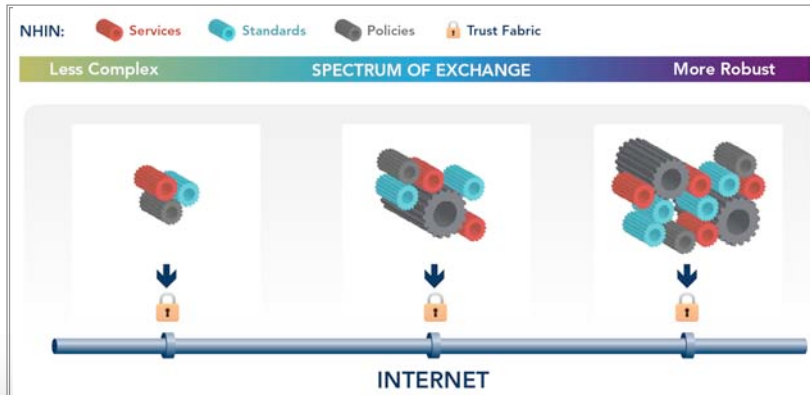 NHIN: Services Standards Policies Trust Fabric
Less Complex SPECTRUM OF EXCHANGE More Robust
INTERNET